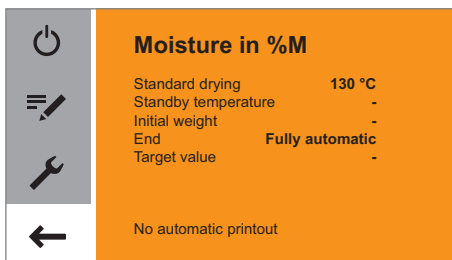 Moisture in %M
Standard drying 130 °C
Standby temperature -
Initial weight -
End Fully automatic
Target value -
No automatic printout